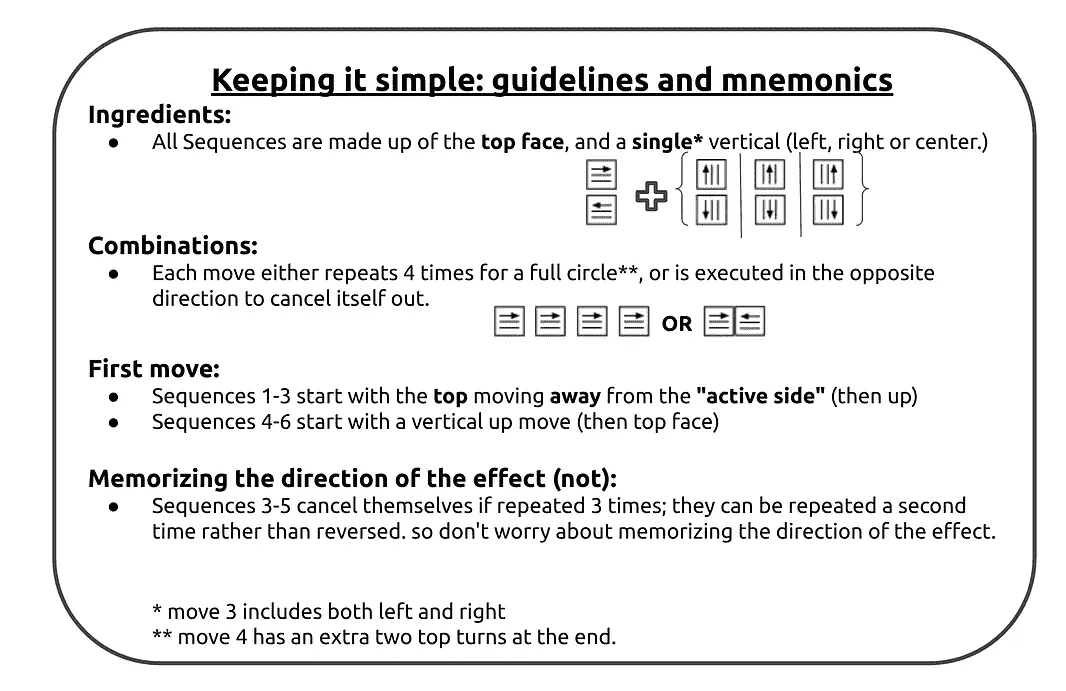 Keeping it simple: guidelines and mnemonics
Ingredients:
● All Sequences are made up of the top face, and a single* vertical (left, right or center.)
Combinations:
● Each move either repeats 4 times for a full circle**, or is executed in the opposite
direction to cancel itself out.
OR
First move:
● Sequences 1-3 start with the top moving away from the "active side" (then up)
● Sequences 4-6 start with a vertical up move (then top face)
Memorizing the direction of the effect (not):
● Sequences 3-5 cancel themselves if repeated 3 times; they can be repeated a second
time rather than reversed. so don't worry about memorizing the direction of the effect.
* move 3 includes both left and right
** move 4 has an extra two top turns at the end.